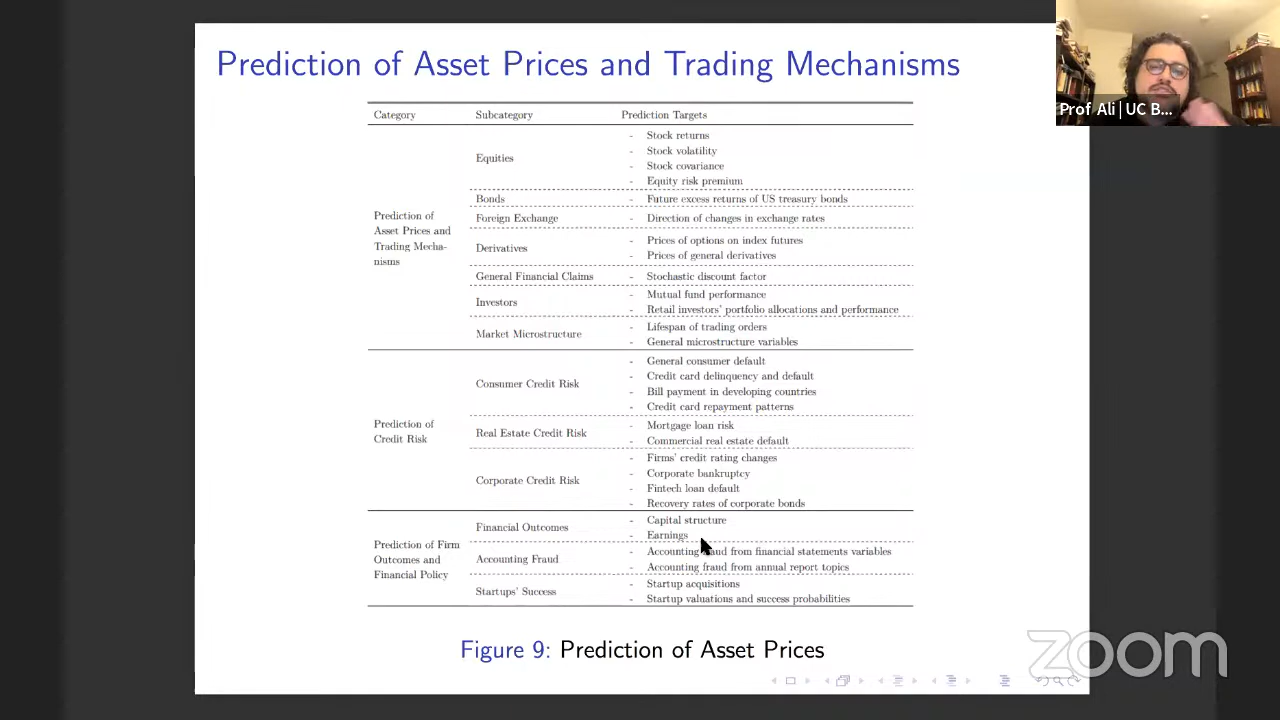 Prediction of Asset Prices and Trading Mechanisms
Prof Ali | UC B...
Category Subcategory Prediction Targets
Prediction of
Asset Prices and
Trading Mecha-
nisms
Equities
- Stock returns
- Stock volatility
- Stock covariance
- Equity risk premium
Bonds
- Future excess returns of US treasury bonds
Foreign Exchange
- Direction of changes in exchange rates
Derivatives
- Prices of options on index futures
- Prices of general derivatives
General Financial Claims
- Stochastic discount factor
Investors
- Mutual fund performance
- Retail investors' portfolio allocations and performance
Market Microstructure
- Lifespan of trading orders
- General microstructure variables
Prediction of
Credit Risk
Consumer Credit Risk
- General consumer default
- Credit card delinquency and default
- Bill payment in developing countries
- Credit card repayment patterns
Real Estate Credit Risk
- Mortgage loan risk
- Commercial real estate default
Corporate Credit Risk
- Firms' credit rating changes
- Corporate bankruptcy
- Fintech loan default
- Recovery rates of corporate bonds
Prediction of Firm
Outcomes and
Financial Policy
Financial Outcomes
- Capital structure
- Earnings
Accounting Fraud
- Accounting fraud from financial statements variables
- Accounting fraud from annual report topics
Startups' Success
- Startup acquisitions
- Startup valuations and success probabilities
Figure 9: Prediction of Asset Prices
zoom